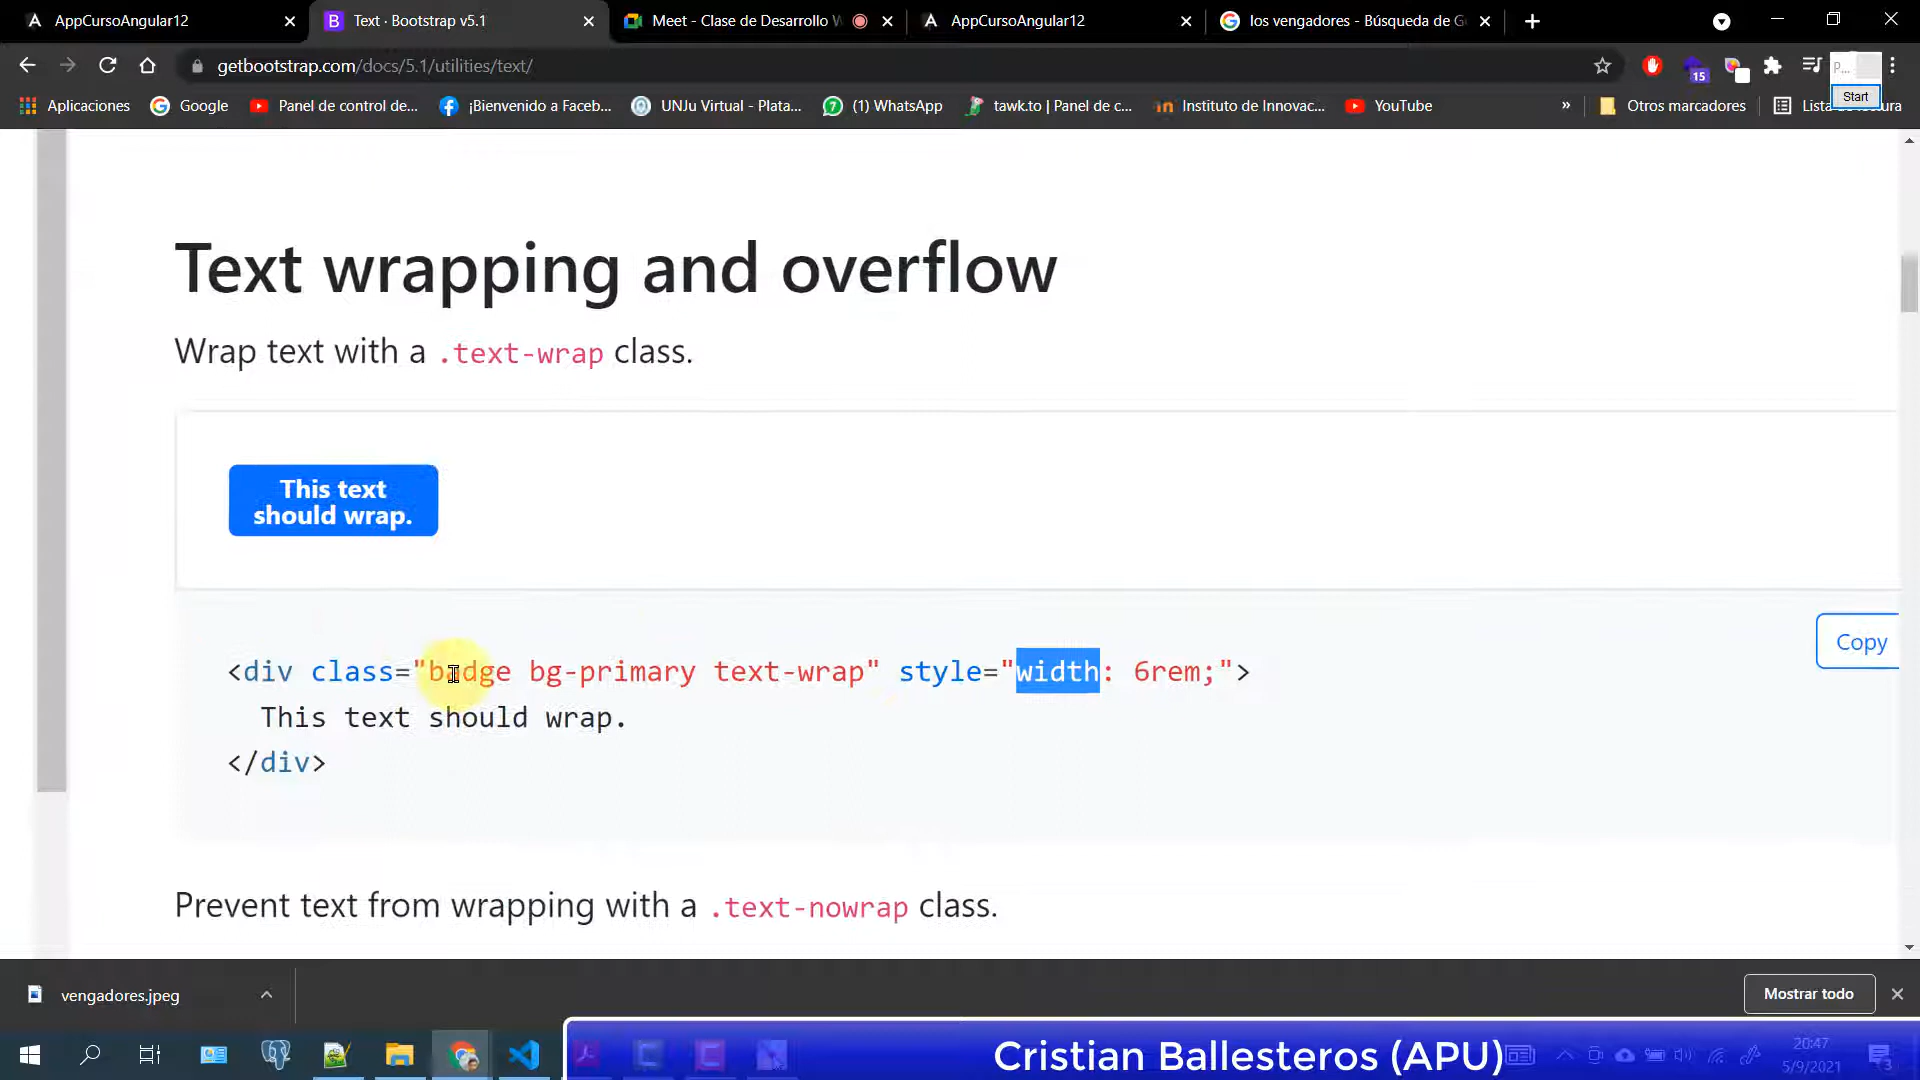 AppCursoAngular12
Text · Bootstrap v5.1
Meet - Clase de Desarrollo W
AppCursoAngular12
los vengadores - Búsqueda de Go
getbootstrap.com/docs/5.1/utilities/text/
15
P...
Start
Aplicaciones
Google
Panel de control de...
¡Bienvenido a Faceb...
UNJu Virtual - Plata...
(1) WhatsApp
tawk.to | Panel de c...
Instituto de Innovac...
YouTube
»
Otros marcadores
Text wrapping and overflow
Wrap text with a .text-wrap class.
This text
should wrap.
Copy
<div class="badge bg-primary text-wrap" style="width: 6rem;">
This text should wrap.
</div>
Prevent text from wrapping with a .text-nowrap class.
vengadores.jpeg
Mostrar todo
Cristian Ballesteros (APU)
20:47
5/9/2021
3